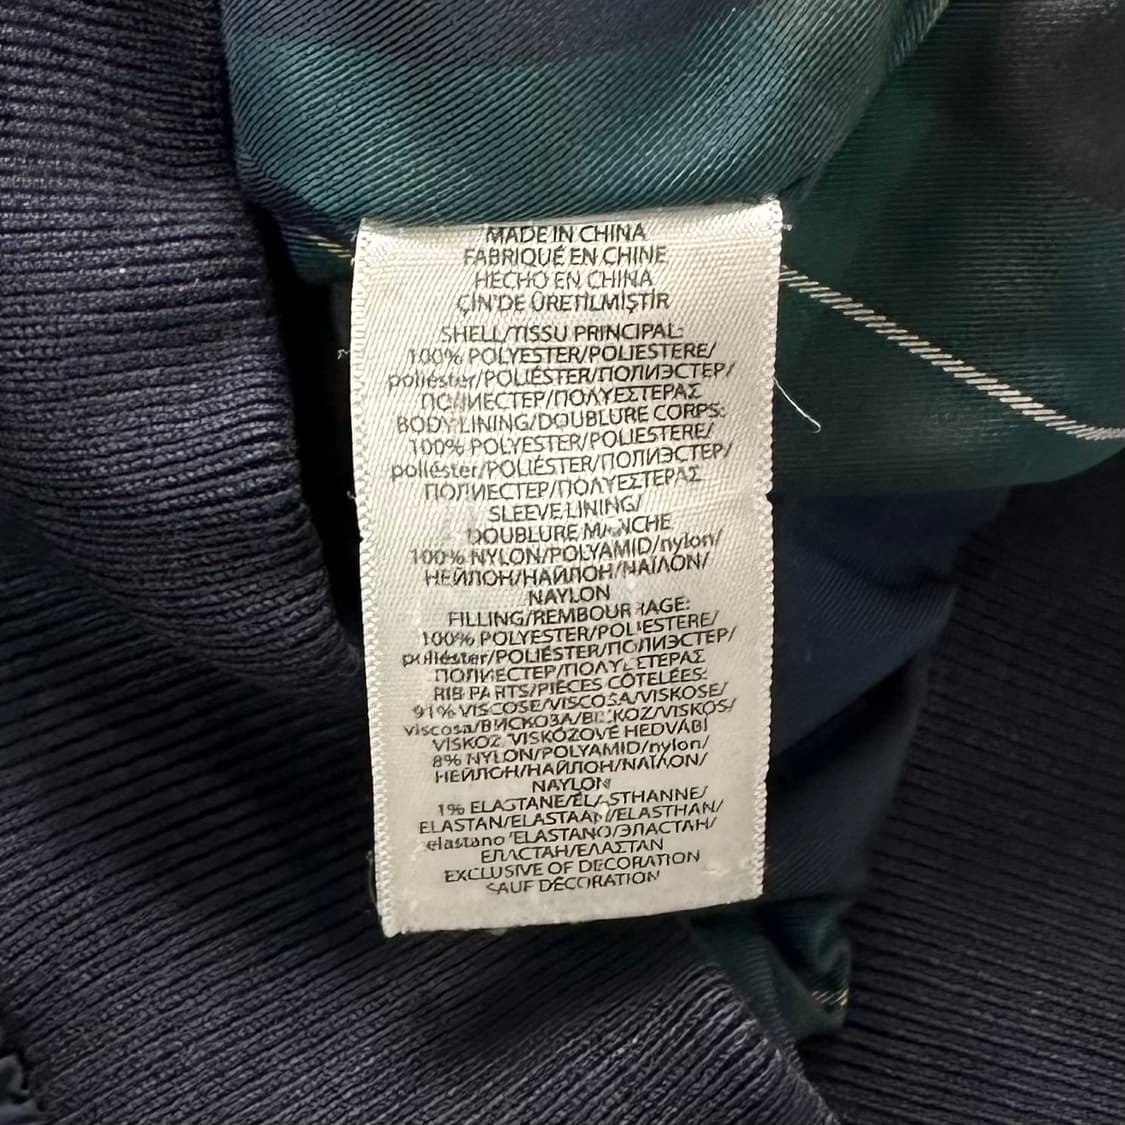 MADE IN CHINA
FABRIQUÉ EN CHINE
HECHO EN CHINA
ÇİN'DE ÜRETİLMİŞTİR
SHELL/TISSU PRINCIPAL:
100% POLYESTER/POLIESTERE/
poliéster/POLIÉSTER/ПОЛИЭСТЕР/
ПОЛИЕСТЕР/ΠΟΛΥΕΣΤΕΡΑΣ
BODY LINING/DOUBLURE CORPS:
100% POLYESTER/POLIESTERE/
poliéster/POLIÉSTER/ПОЛИЭСТЕР/
ПОЛИЕСТЕР/ΠΟΛΥΕΣΤΕΡΑΣ
SLEEVE LINING/
DOUBLURE MANCHE
100% NYLON/POLYAMID/nylon/
НЕЙЛОН/НАЙЛОН/ΝΑΪΛΟΝ/
NAYLON
FILLING/REMBOURRAGE:
100% POLYESTER/POLIESTERE/
poliéster/POLIÉSTER/ПОЛИЭСТЕР/
ПОЛИЕСТЕР/ΠΟΛΥΕΣΤΕΡΑΣ
RIB PARTS/PIÈCES CÔTELÉES:
91% VISCOSE/VISCOSA/VISKOSE/
viscosa/ВИСКОЗА/ВИСКОZ/VISKOS/
VİSKOZ VISKÓZOVÉ HEDVÁBÍ
8% NYLON/POLYAMID/nylon/
НЕЙЛОН/НАЙЛОН/ΝΑΪΛΟΝ/
NAYLON
1% ELASTANE/ÉLASTHANNE/
ELASTAN/ELASTAAN/ELASTHAN/
elastano ELASTANO/ЭЛАСТАН/
ЕЛАСТАН/ΕΛΑΣΤΑΝ
EXCLUSIVE OF DECORATION
SAUF DÉCORATION